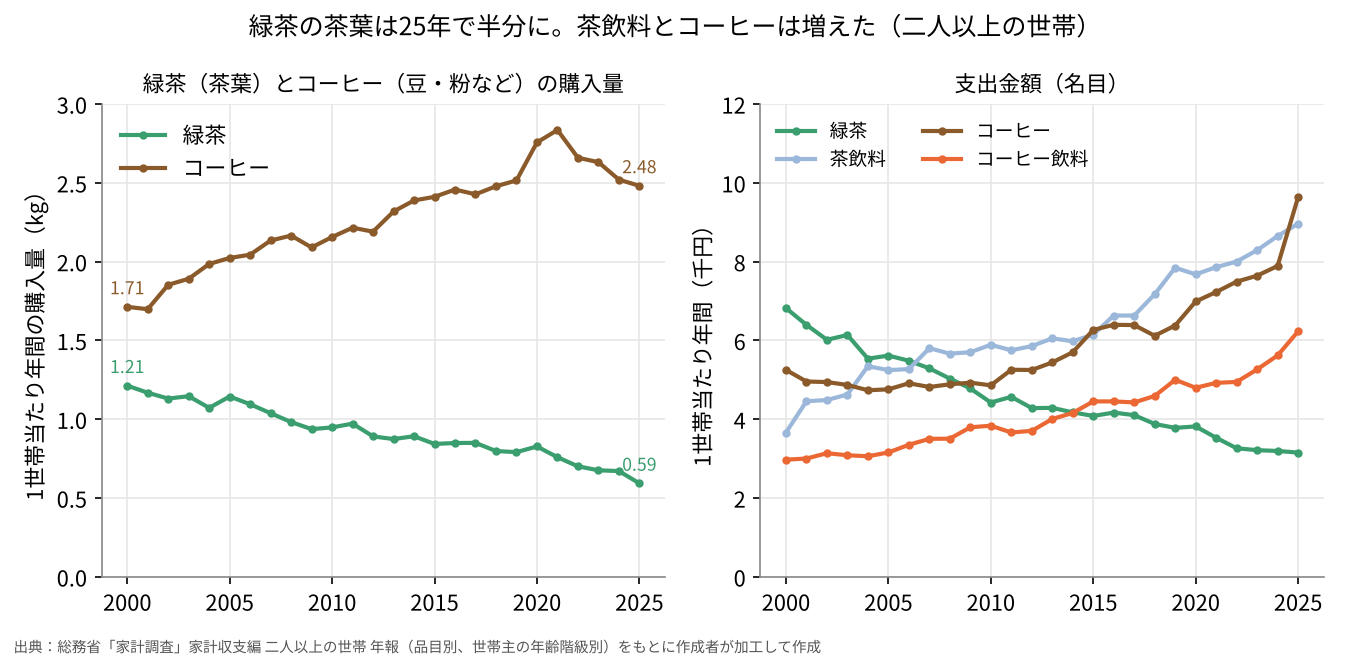 緑茶の茶葉は25年で半分に。茶飲料とコーヒーは増えた（二人以上の世帯）
緑茶（茶葉）とコーヒー（豆・粉など）の購入量
1世帯当たり年間の購入量（kg）
3.0
2.5
2.0
1.5
1.0
0.5
0.0
緑茶
コーヒー
1.71
1.21
2.48
0.59
2000
2005
2010
2015
2020
2025
支出金額（名目）
1世帯当たり年間（千円）
12
10
8
6
4
2
0
緑茶
茶飲料
コーヒー
コーヒー飲料
2000
2005
2010
2015
2020
2025
出典：総務省「家計調査」家計収支編 二人以上の世帯 年報（品目別、世帯主の年齢階級別）をもとに作成者が加工して作成